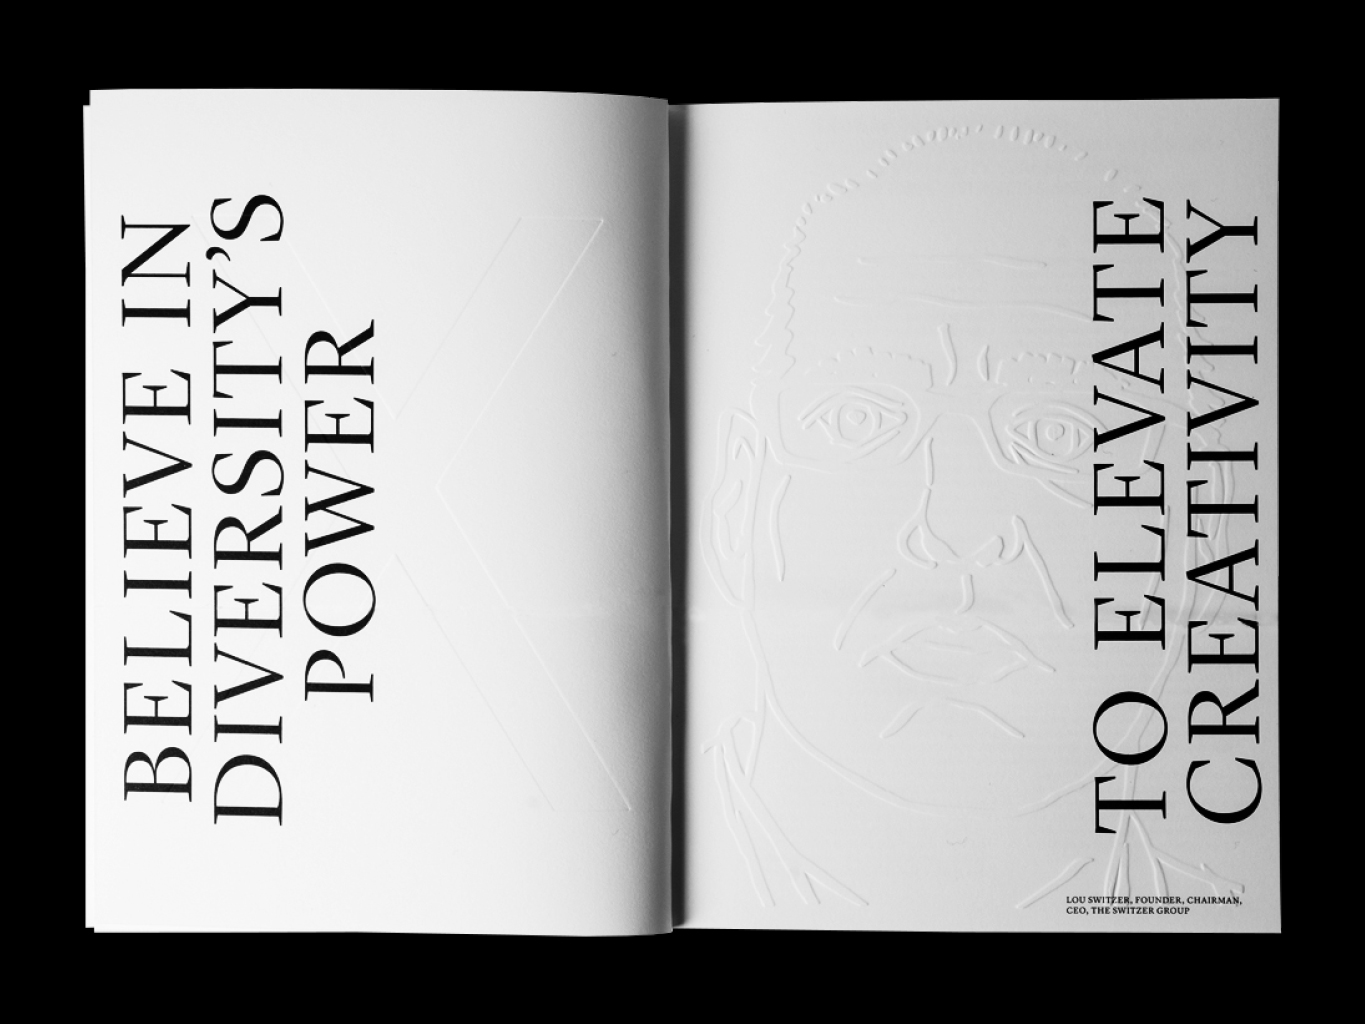 BELIEVE IN
DIVERSITY’S
POWER
TO ELEVATE
CREATIVITY
LOU SWITZER, FOUNDER, CHAIRMAN,
CEO, THE SWITZER GROUP